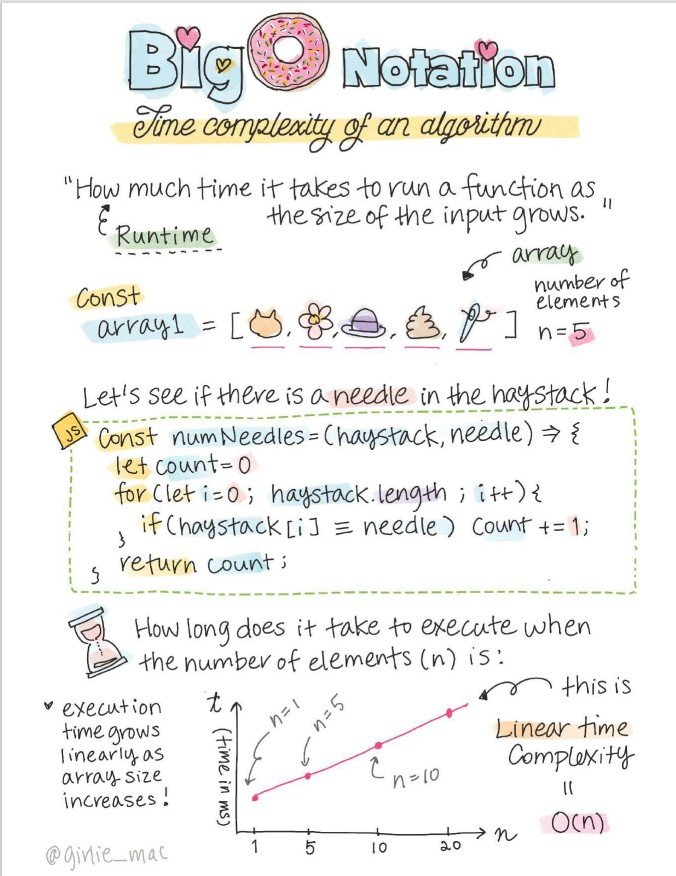 Big O Notation
Time complexity of an algorithm
"How much time it takes to run a function as
the size of the input grows."
Runtime
array
number of
elements
n=5
Const
array1 = [ , , , , ]
Let's see if there is a needle in the haystack!
JS
Const numNeedles=(haystack, needle) ⇒ {
let count=0
for (let i=0; haystack.length ; i++) {
if (haystack[i] ≡ needle) Count += 1;
}
return count;
}
How long does it take to execute when
the number of elements (n) is:
♥ execution
time grows
linearly as
array size
increases!
t
(time in ms)
n=1
n=5
n=10
1 5 10 20 n
this is
Linear time
Complexity
=
O(n)
@girlie_mac